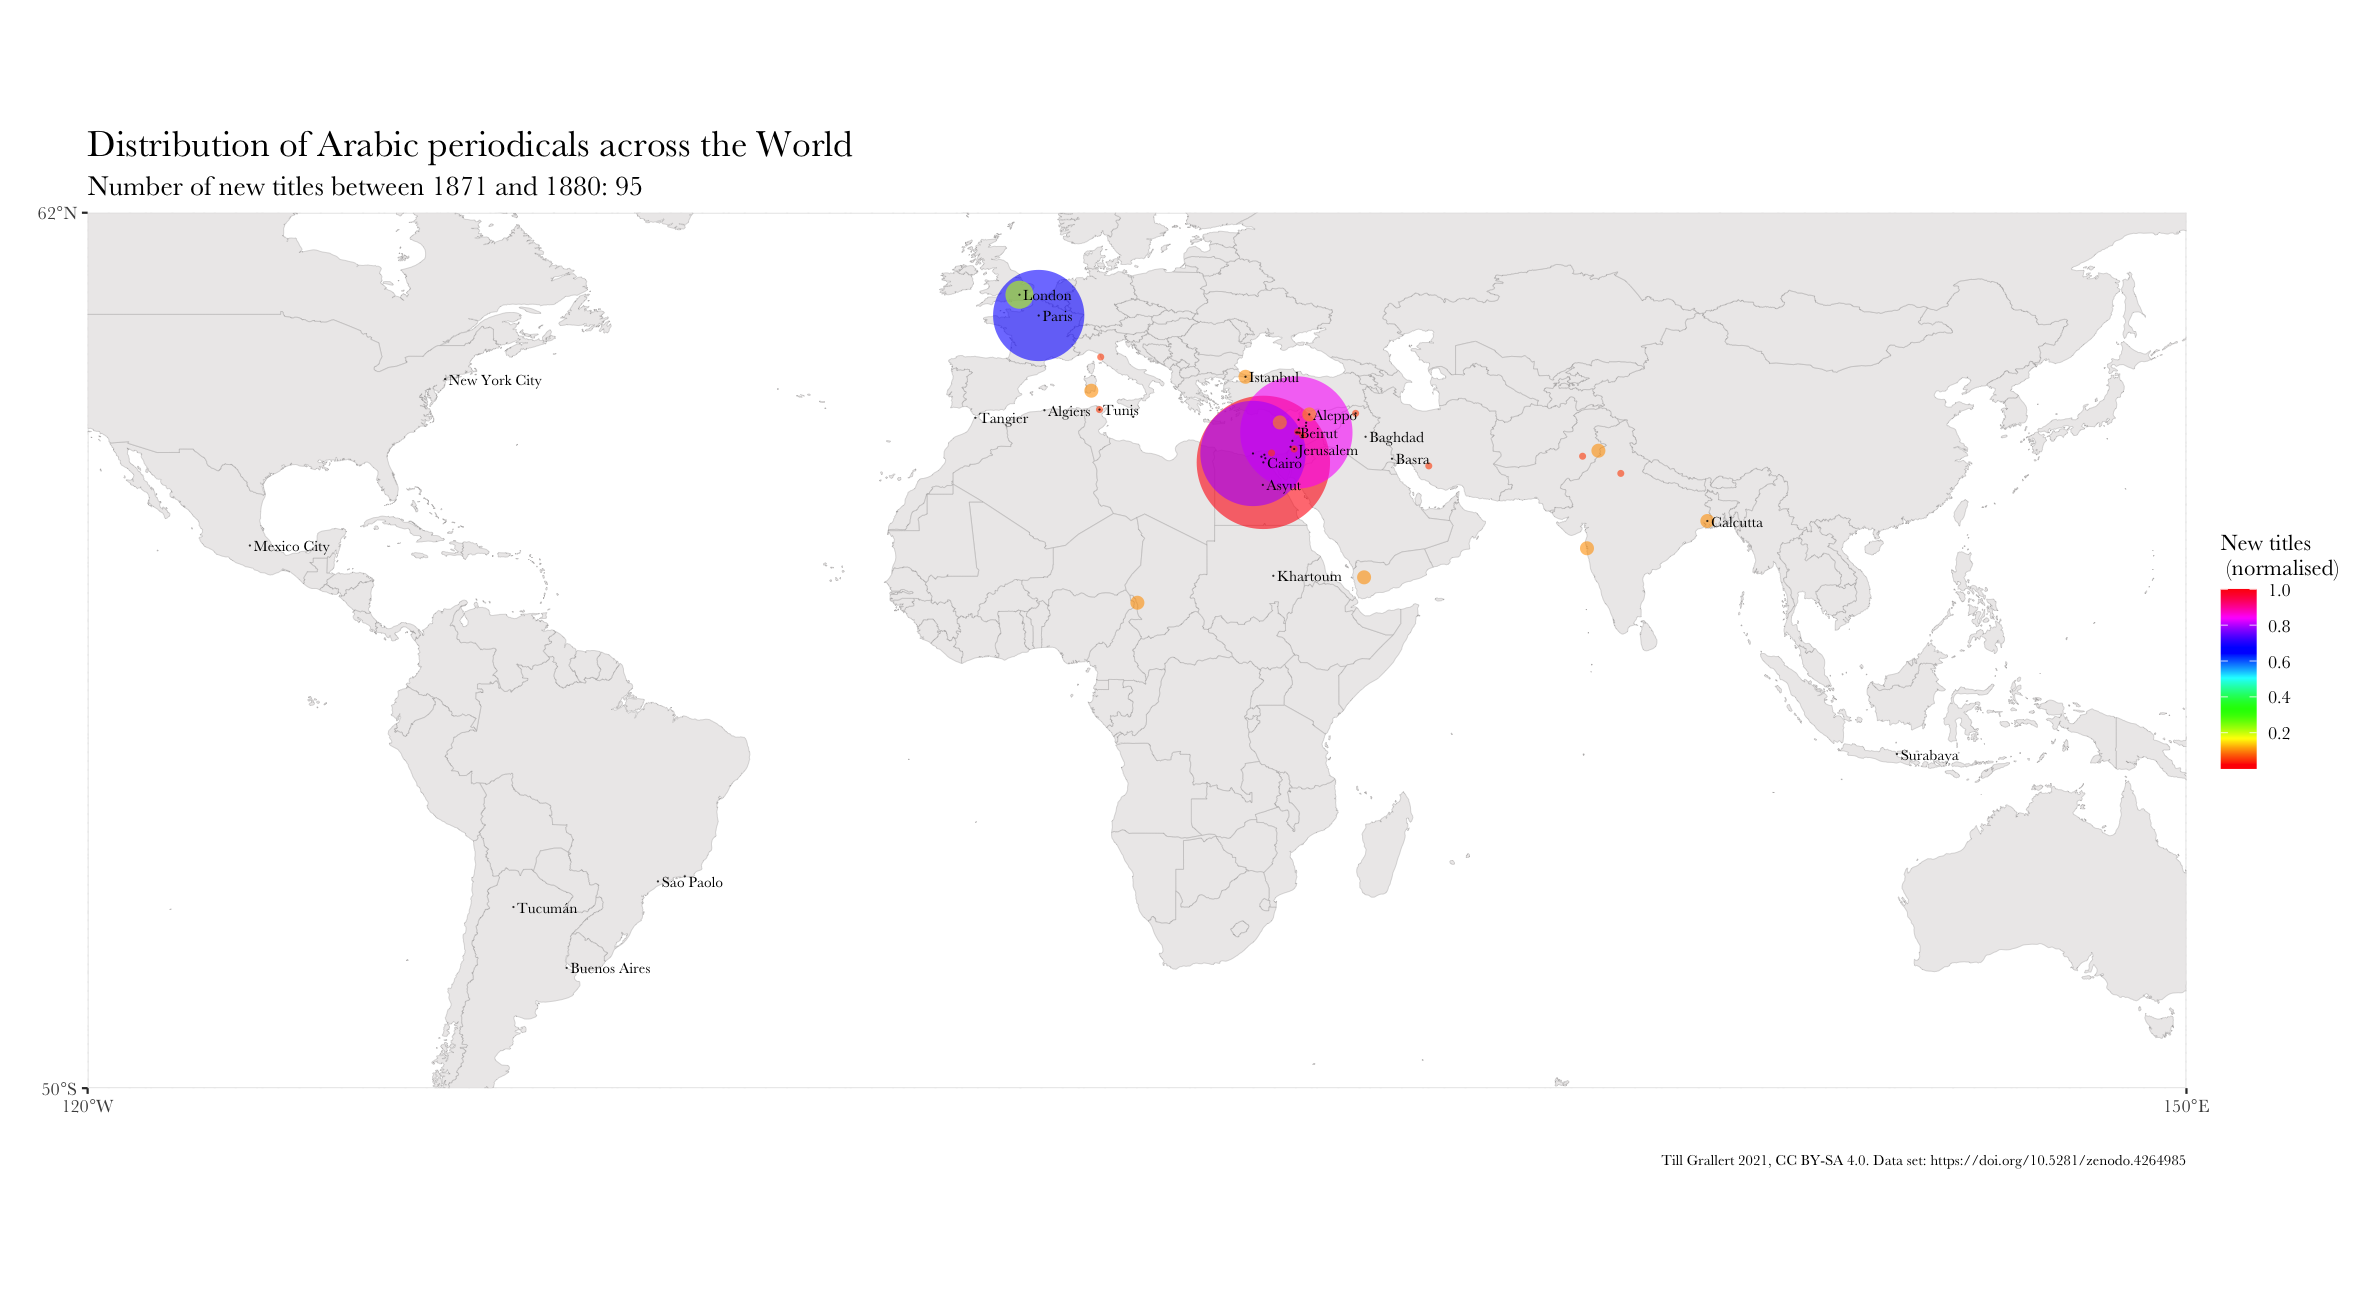 Distribution of Arabic periodicals across the World
Number of new titles between 1871 and 1880: 95
62°N
London
Paris
New York City
Istanbul
Tangier
Algiers
Tunis
Aleppo
Beirut
Baghdad
Jerusalem
Cairo
Basra
Asyut
Calcutta
Mexico City
Khartoum
Surabaya
Sao Paolo
Tucumán
Buenos Aires
New titles
(normalised)
1.0
0.8
0.6
0.4
0.2
50°S
120°W
150°E
Till Grallert 2021, CC BY-SA 4.0. Data set: https://doi.org/10.5281/zenodo.4264985